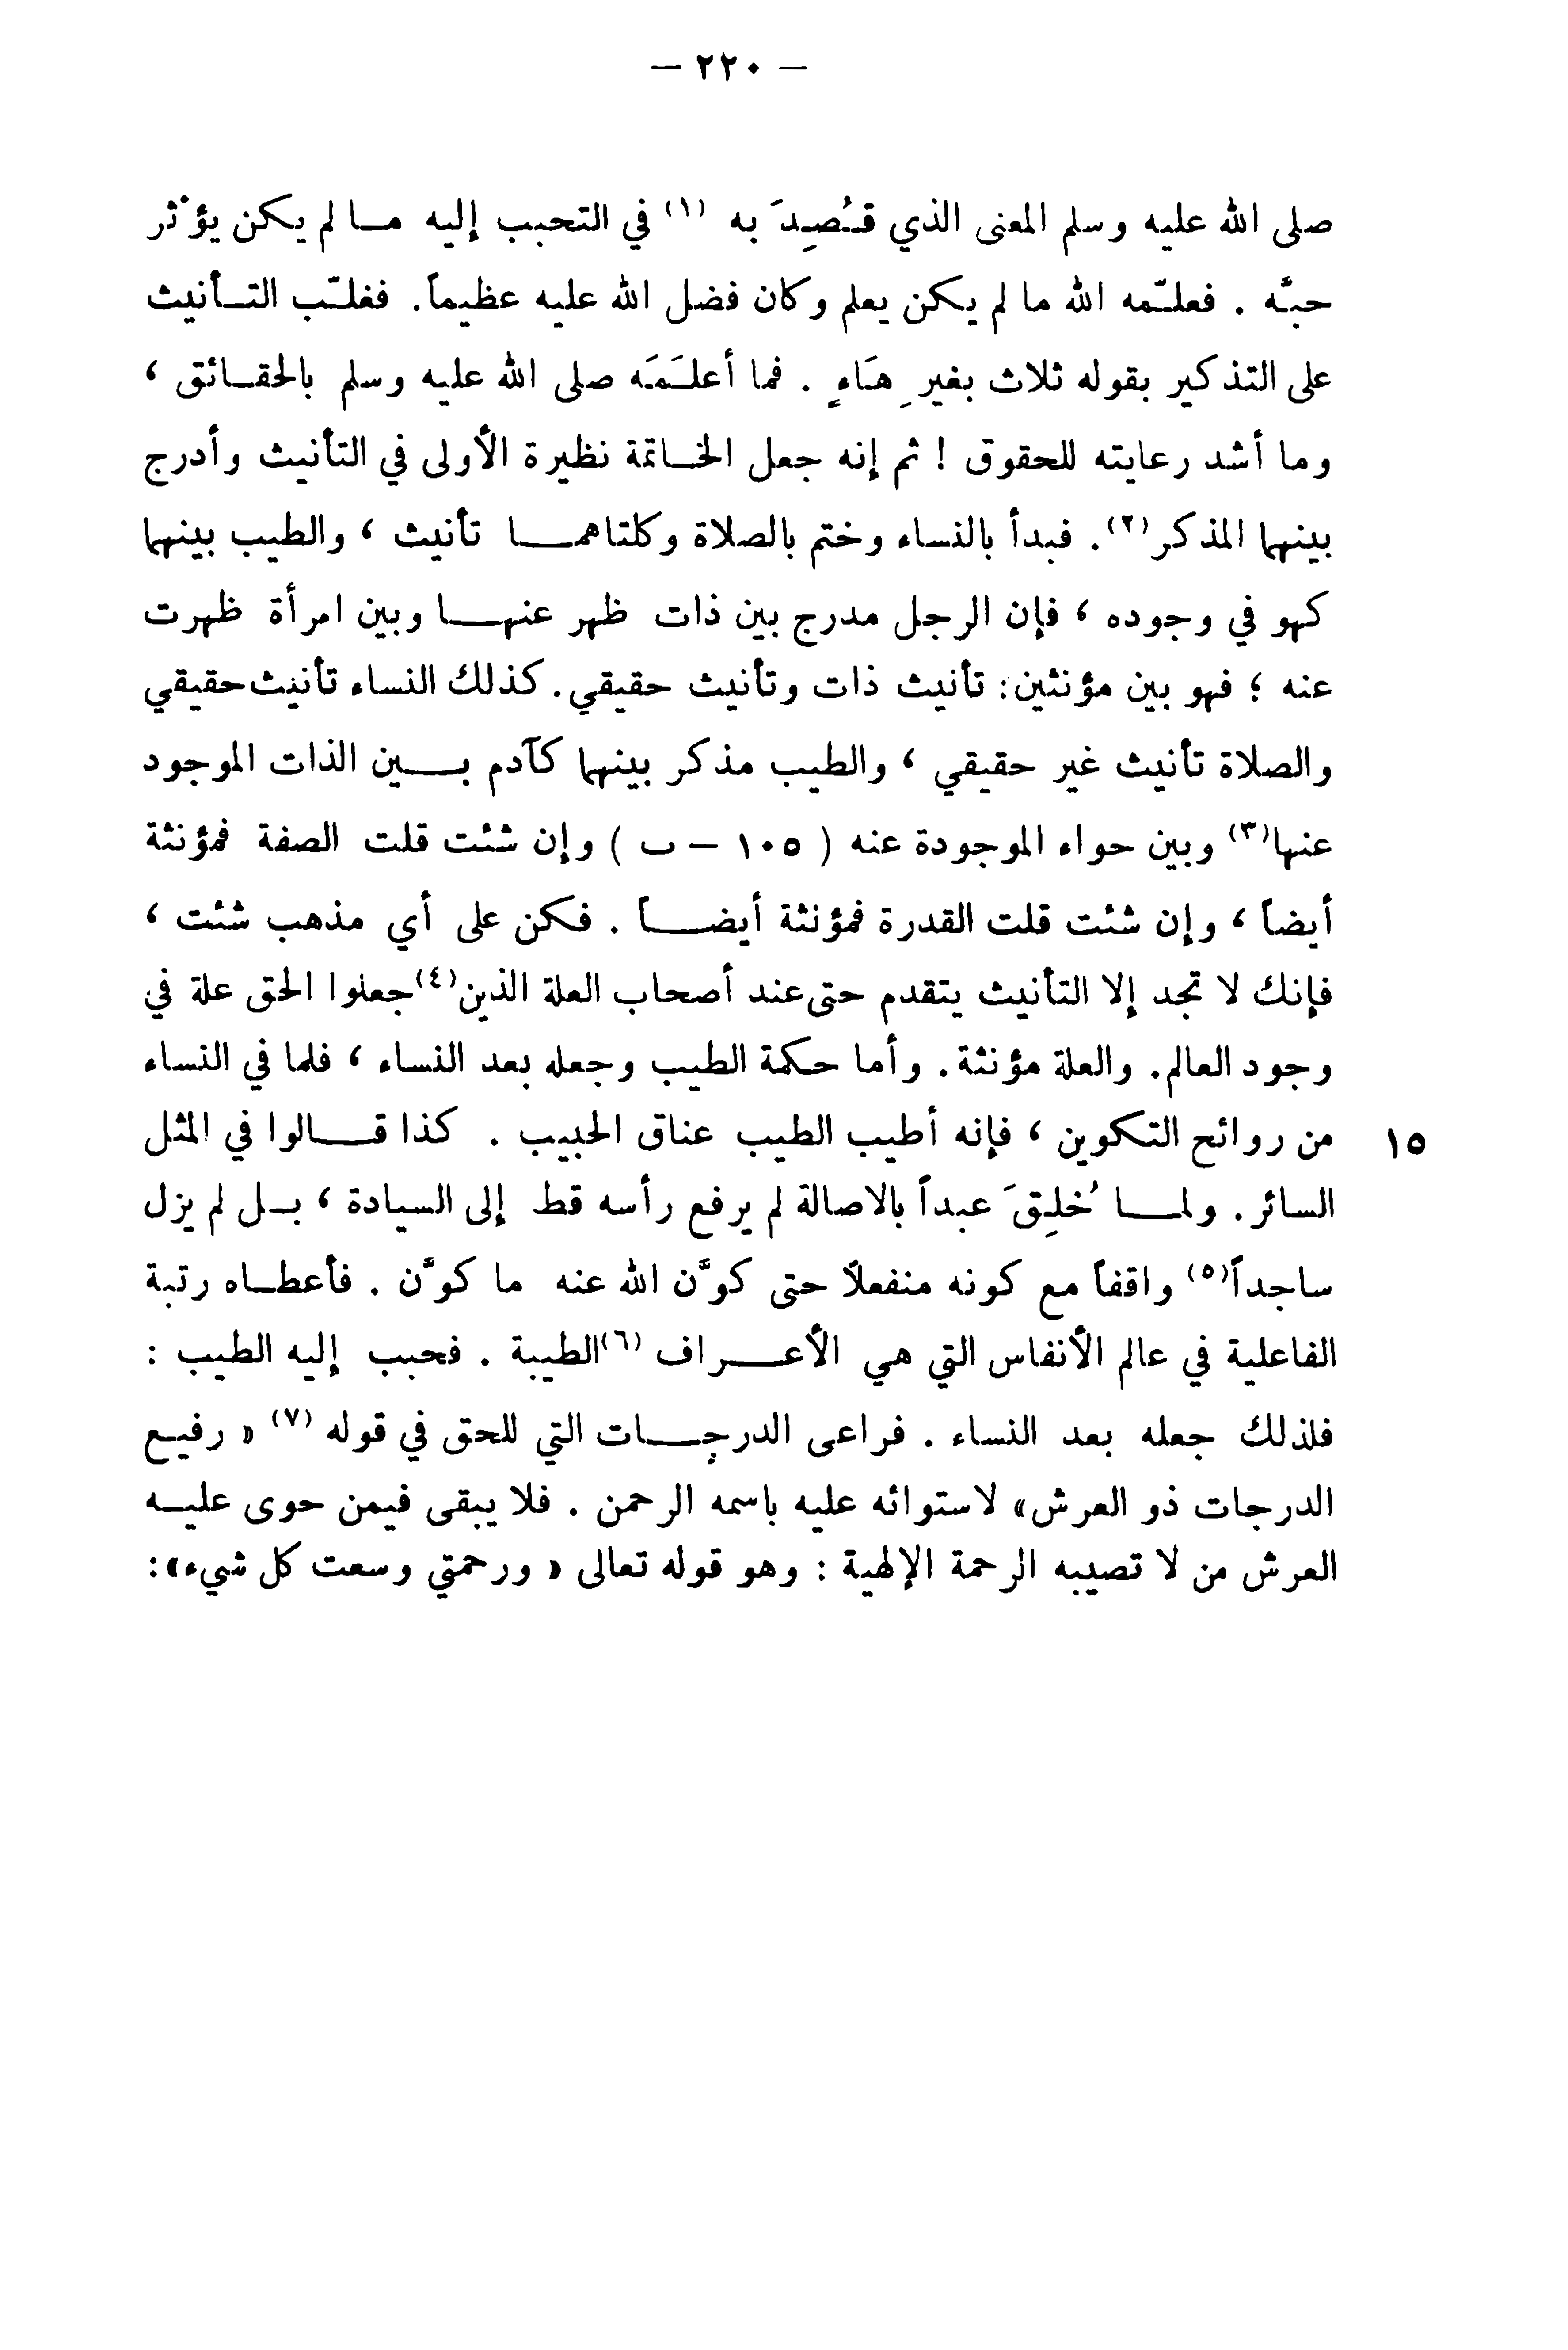 — ٢٢٠ —
صلى الله عليه وسلم المعنى الذي قُصِدَ به (١) في التحبب إليه ما لم يكن يؤْثر
حبَّه . فعلَّمه الله ما لم يكن يعلم وكان فضل الله عليه عظيماً. فغلَّب التأنيث
على التذكير بقوله ثلاث بغيرِ هَاءٍ . فما أعلَمَه صلى الله عليه وسلم بالحقائق ،
وما أشد رعايته للحقوق ! ثم إنه جعل الخاتمة نظيرة الأولى في التأنيث وأدرج
بينهما المذكر(٢). فبدأ بالنساء وختم بالصلاة وكلتاهما تأنيث ، والطيب بينهما
كهو في وجوده ، فإن الرجل مدرج بين ذات ظهر عنها وبين امرأة ظهرت
عنه ؛ فهو بين مؤنثين: تأنيث ذات وتأنيث حقيقي. كذلك النساء تأنيث حقيقي
والصلاة تأنيث غير حقيقي ، والطيب مذكر بينهما كآدم بين الذات الموجود
عنها(٣) وبين حواء الموجودة عنه ( ١٠٥ – ب ) وإن شئت قلت الصفة فمؤنثة
أيضاً ، وإن شئت قلت القدرة فمؤنثة أيضاً . فكن على أي مذهب شئت ،
فإنك لا تجد إلا التأنيث يتقدم حتى عند أصحاب العلة الذين(٤) جعلوا الحق علة في
وجود العالم. والعلة مؤنثة. وأما حكمة الطيب وجعله بعد النساء ، فلما في النساء
١٥ من روائح التكوين ، فإنه أطيب الطيب عناق الحبيب . كذا قالوا في المثل
السائر. ولما خُلِقَ عبداً بالاصالة لم يرفع رأسه قط إلى السيادة ، بل لم يزل
ساجداً(٥) واقفاً مع كونه منفعلاً حتى كوَّن الله عنه ما كوَّن . فأعطاه رتبة
الفاعلية في عالم الأنفاس التي هي الأعراف (٦) الطيبة . فحبب إليه الطيب :
فلذلك جعله بعد النساء . فراعى الدرجات التي للحق في قوله (٧) « رفيع
الدرجات ذو العرش» لاستوائه عليه باسمه الرحمن . فلا يبقى فيمن حوى عليه
العرش من لا تصيبه الرحمة الإلهية : وهو قوله تعالى « ورحمتي وسعت كل شيء»: